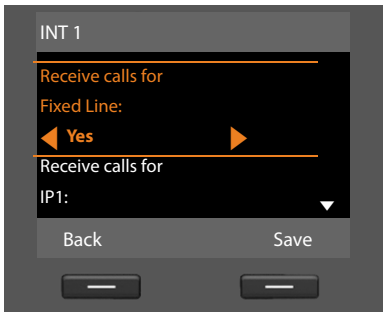 INT 1
Receive calls for
Fixed Line:
Yes
Receive calls for
IP1:
Back Save